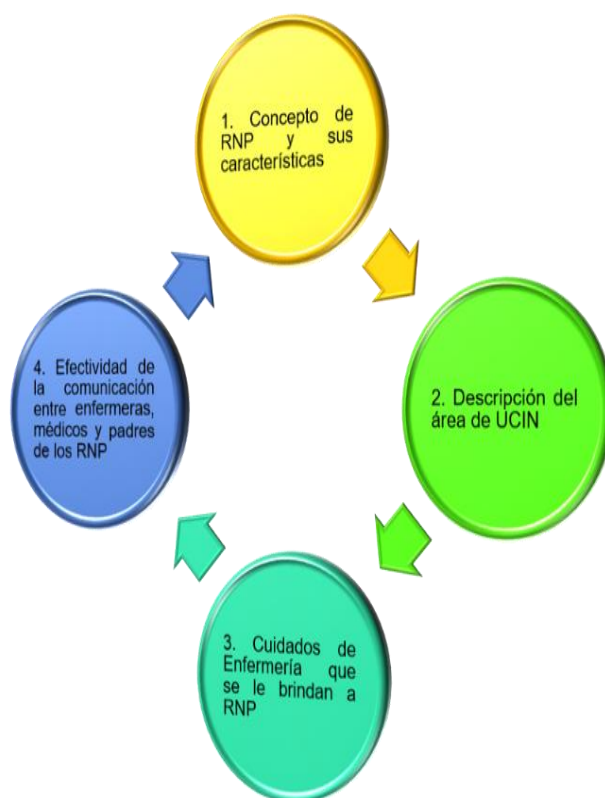 1. Concepto de
RNP y sus
características
2. Descripción del
área de UCIN
3. Cuidados de
Enfermería que
se le brindan a
RNP
4. Efectividad de
la comunicación
entre enfermeras,
médicos y padres
de los RNP